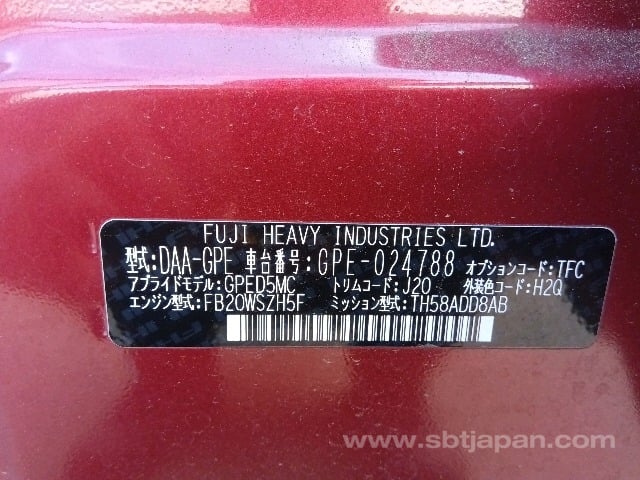 FUJI HEAVY INDUSTRIES LTD.
型式:DAA-GPE 車台番号:GPE-024788 オプションコード:TFC
アプライドモデル:GPED5MC トリムコード:J20 外装色コード:H2Q
エンジン型式:FB20WSZH5F ミッション型式:TH58ADD8AB
www.sbtjapan.com/